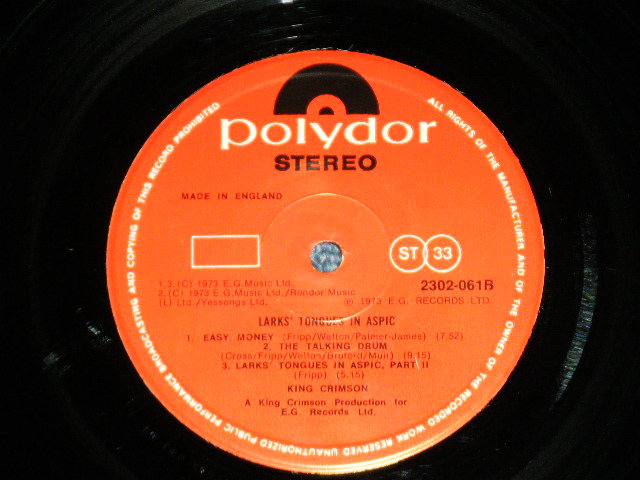 polydor
STEREO
MADE IN ENGLAND
ST 33
1.,3. (C) 1973 E.G. Music Ltd.
2302-061B
2. (C) 1973 E.G. Music Ltd./Rondor Music
(L) Ltd./Yessongs Ltd.
℗ 1973 E.G. RECORDS LTD.
LARKS' TONGUES IN ASPIC
1. EASY MONEY (Fripp/Wetton/Palmer-James) (7.52)
2. THE TALKING DRUM
(Cross/Fripp/Wetton/Bruford/Muir) (9.15)
3. LARKS' TONGUES IN ASPIC, PART II
(Fripp) (5.15)
KING CRIMSON
A King Crimson Production for
E.G. Records Ltd.
ALL RIGHTS OF THE MANUFACTURER AND OF THE OWNER OF THE RECORDED WORK RESERVED UNAUTHORIZED PUBLIC PERFORMANCE BROADCASTING AND COPYING OF THIS RECORD PROHIBITED